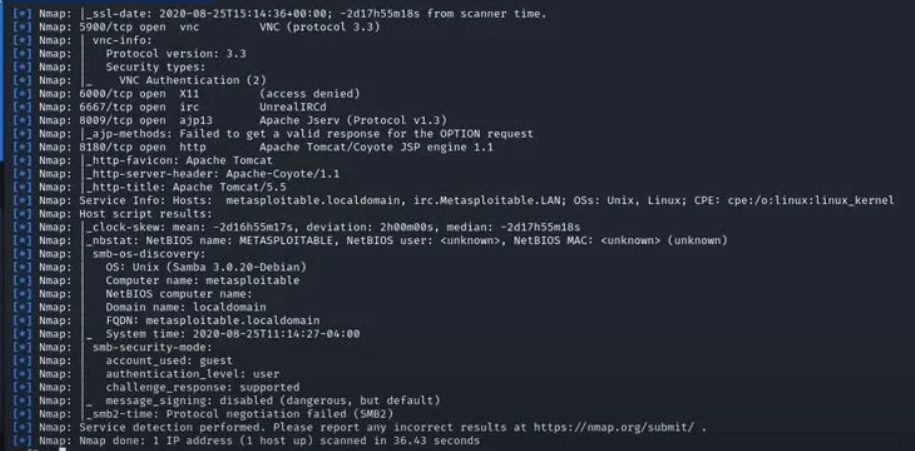 [*] Nmap: |_ssl-date: 2020-08-25T15:14:36+00:00; -2d17h55m18s from scanner time.
[*] Nmap: 5900/tcp open  vnc         VNC (protocol 3.3)
[*] Nmap: | vnc-info:
[*] Nmap: |   Protocol version: 3.3
[*] Nmap: |   Security types:
[*] Nmap: |_    VNC Authentication (2)
[*] Nmap: 6000/tcp open  X11         (access denied)
[*] Nmap: 6667/tcp open  irc         UnrealIRCd
[*] Nmap: 8009/tcp open  ajp13       Apache Jserv (Protocol v1.3)
[*] Nmap: |_ajp-methods: Failed to get a valid response for the OPTION request
[*] Nmap: 8180/tcp open  http        Apache Tomcat/Coyote JSP engine 1.1
[*] Nmap: |_http-favicon: Apache Tomcat
[*] Nmap: |_http-server-header: Apache-Coyote/1.1
[*] Nmap: |_http-title: Apache Tomcat/5.5
[*] Nmap: Service Info: Hosts:  metasploitable.localdomain, irc.Metasploitable.LAN; OSs: Unix, Linux; CPE: cpe:/o:linux:linux_kernel
[*] Nmap: Host script results:
[*] Nmap: |_clock-skew: mean: -2d16h55m17s, deviation: 2h00m00s, median: -2d17h55m18s
[*] Nmap: |_nbstat: NetBIOS name: METASPLOITABLE, NetBIOS user: <unknown>, NetBIOS MAC: <unknown> (unknown)
[*] Nmap: | smb-os-discovery:
[*] Nmap: |   OS: Unix (Samba 3.0.20-Debian)
[*] Nmap: |   Computer name: metasploitable
[*] Nmap: |   NetBIOS computer name:
[*] Nmap: |   Domain name: localdomain
[*] Nmap: |   FQDN: metasploitable.localdomain
[*] Nmap: |_  System time: 2020-08-25T11:14:27-04:00
[*] Nmap: | smb-security-mode:
[*] Nmap: |   account_used: guest
[*] Nmap: |   authentication_level: user
[*] Nmap: |   challenge_response: supported
[*] Nmap: |_  message_signing: disabled (dangerous, but default)
[*] Nmap: |_smb2-time: Protocol negotiation failed (SMB2)
[*] Nmap: Service detection performed. Please report any incorrect results at https://nmap.org/submit/ .
[*] Nmap: Nmap done: 1 IP address (1 host up) scanned in 36.43 seconds